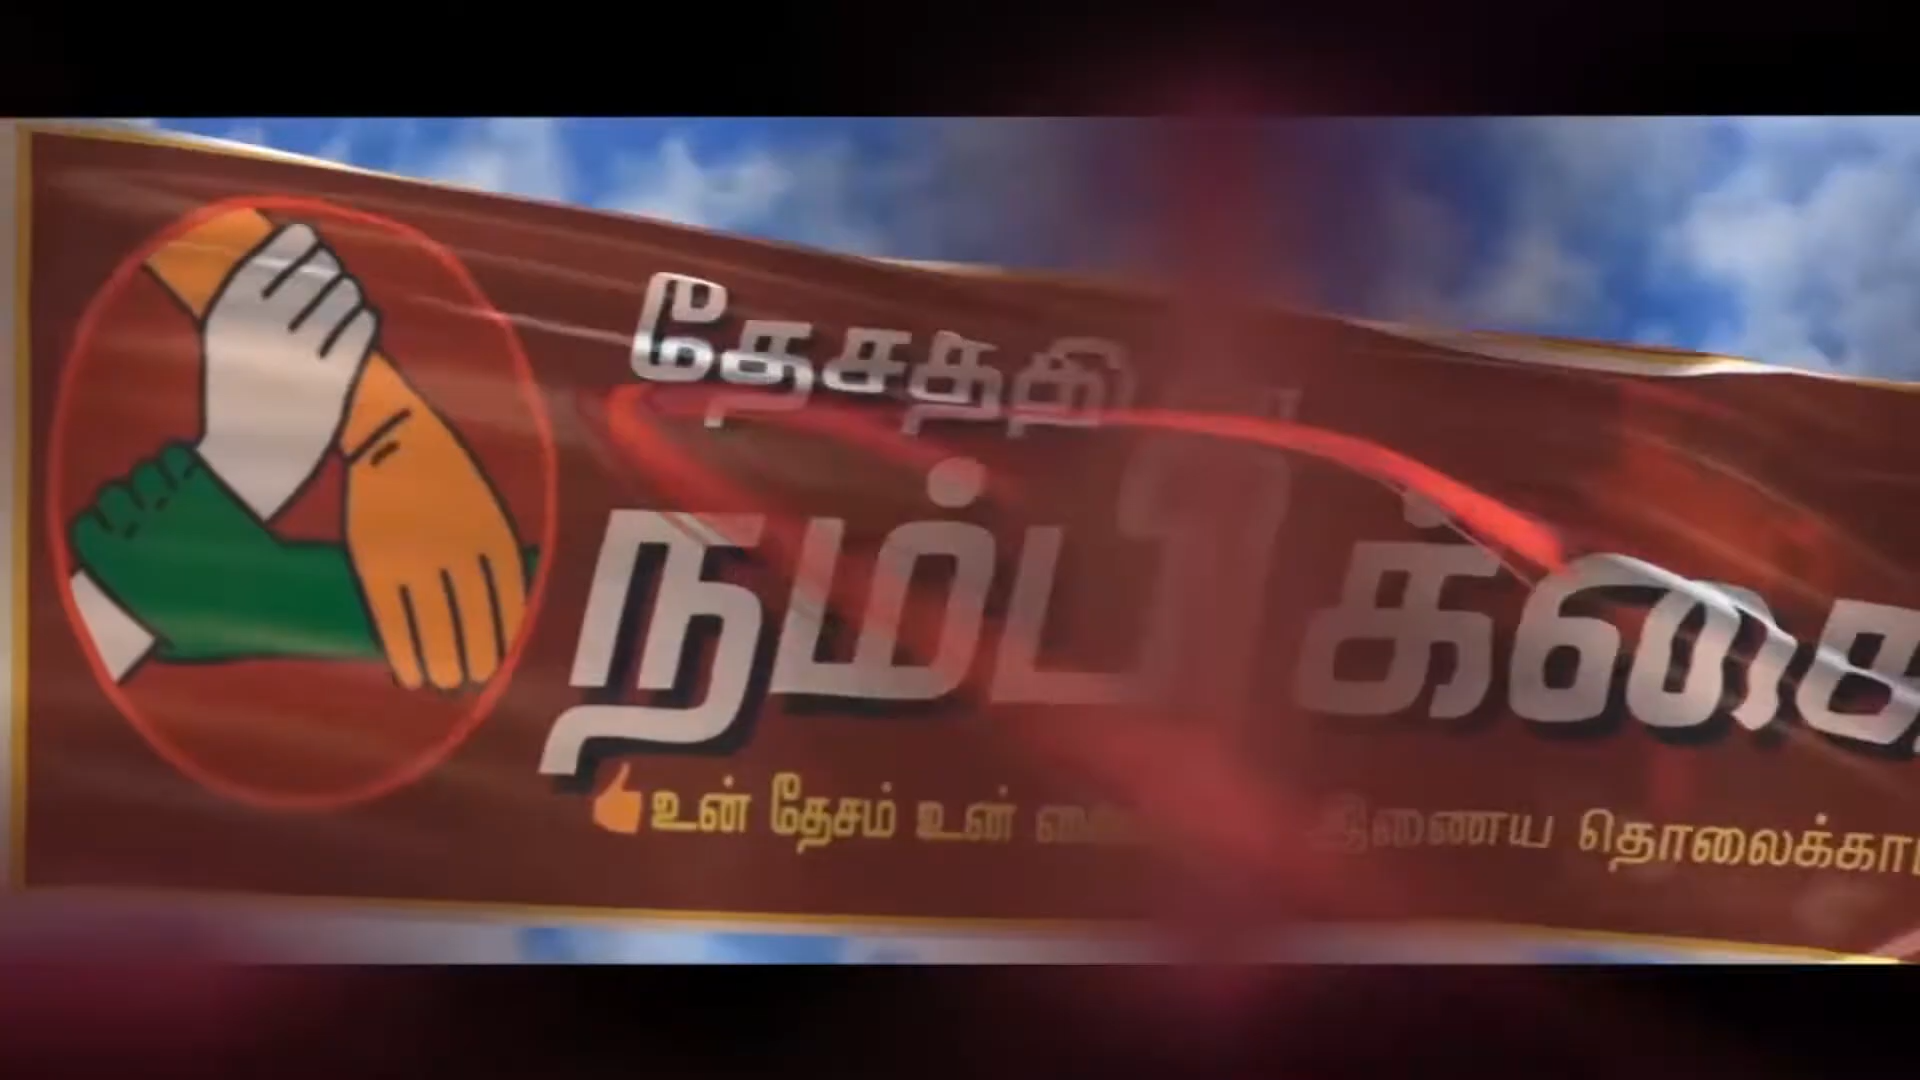 தேசத்தி
நம்பிக்கை
உன் தேசம் உன் இணைய